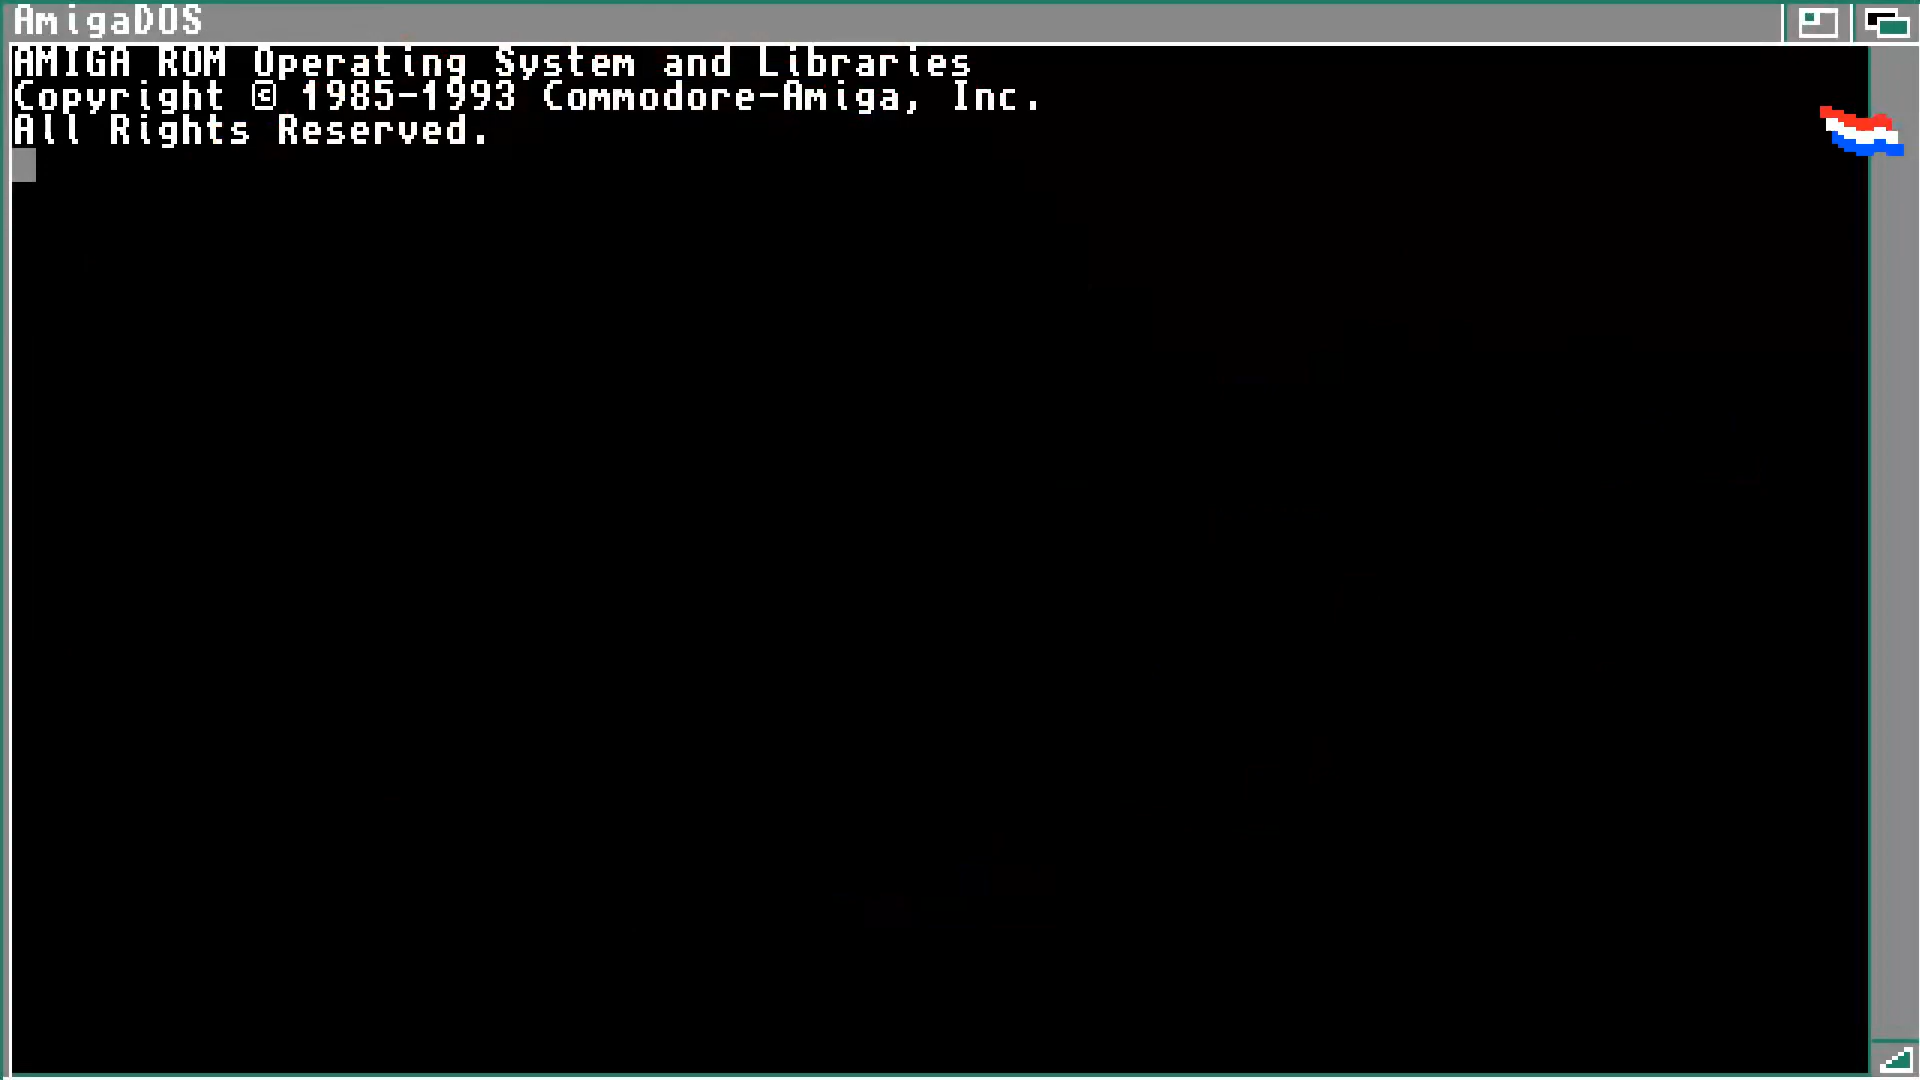 AmigaDOS
AMIGA ROM Operating System and Libraries
Copyright © 1985-1993 Commodore-Amiga, Inc.
All Rights Reserved.